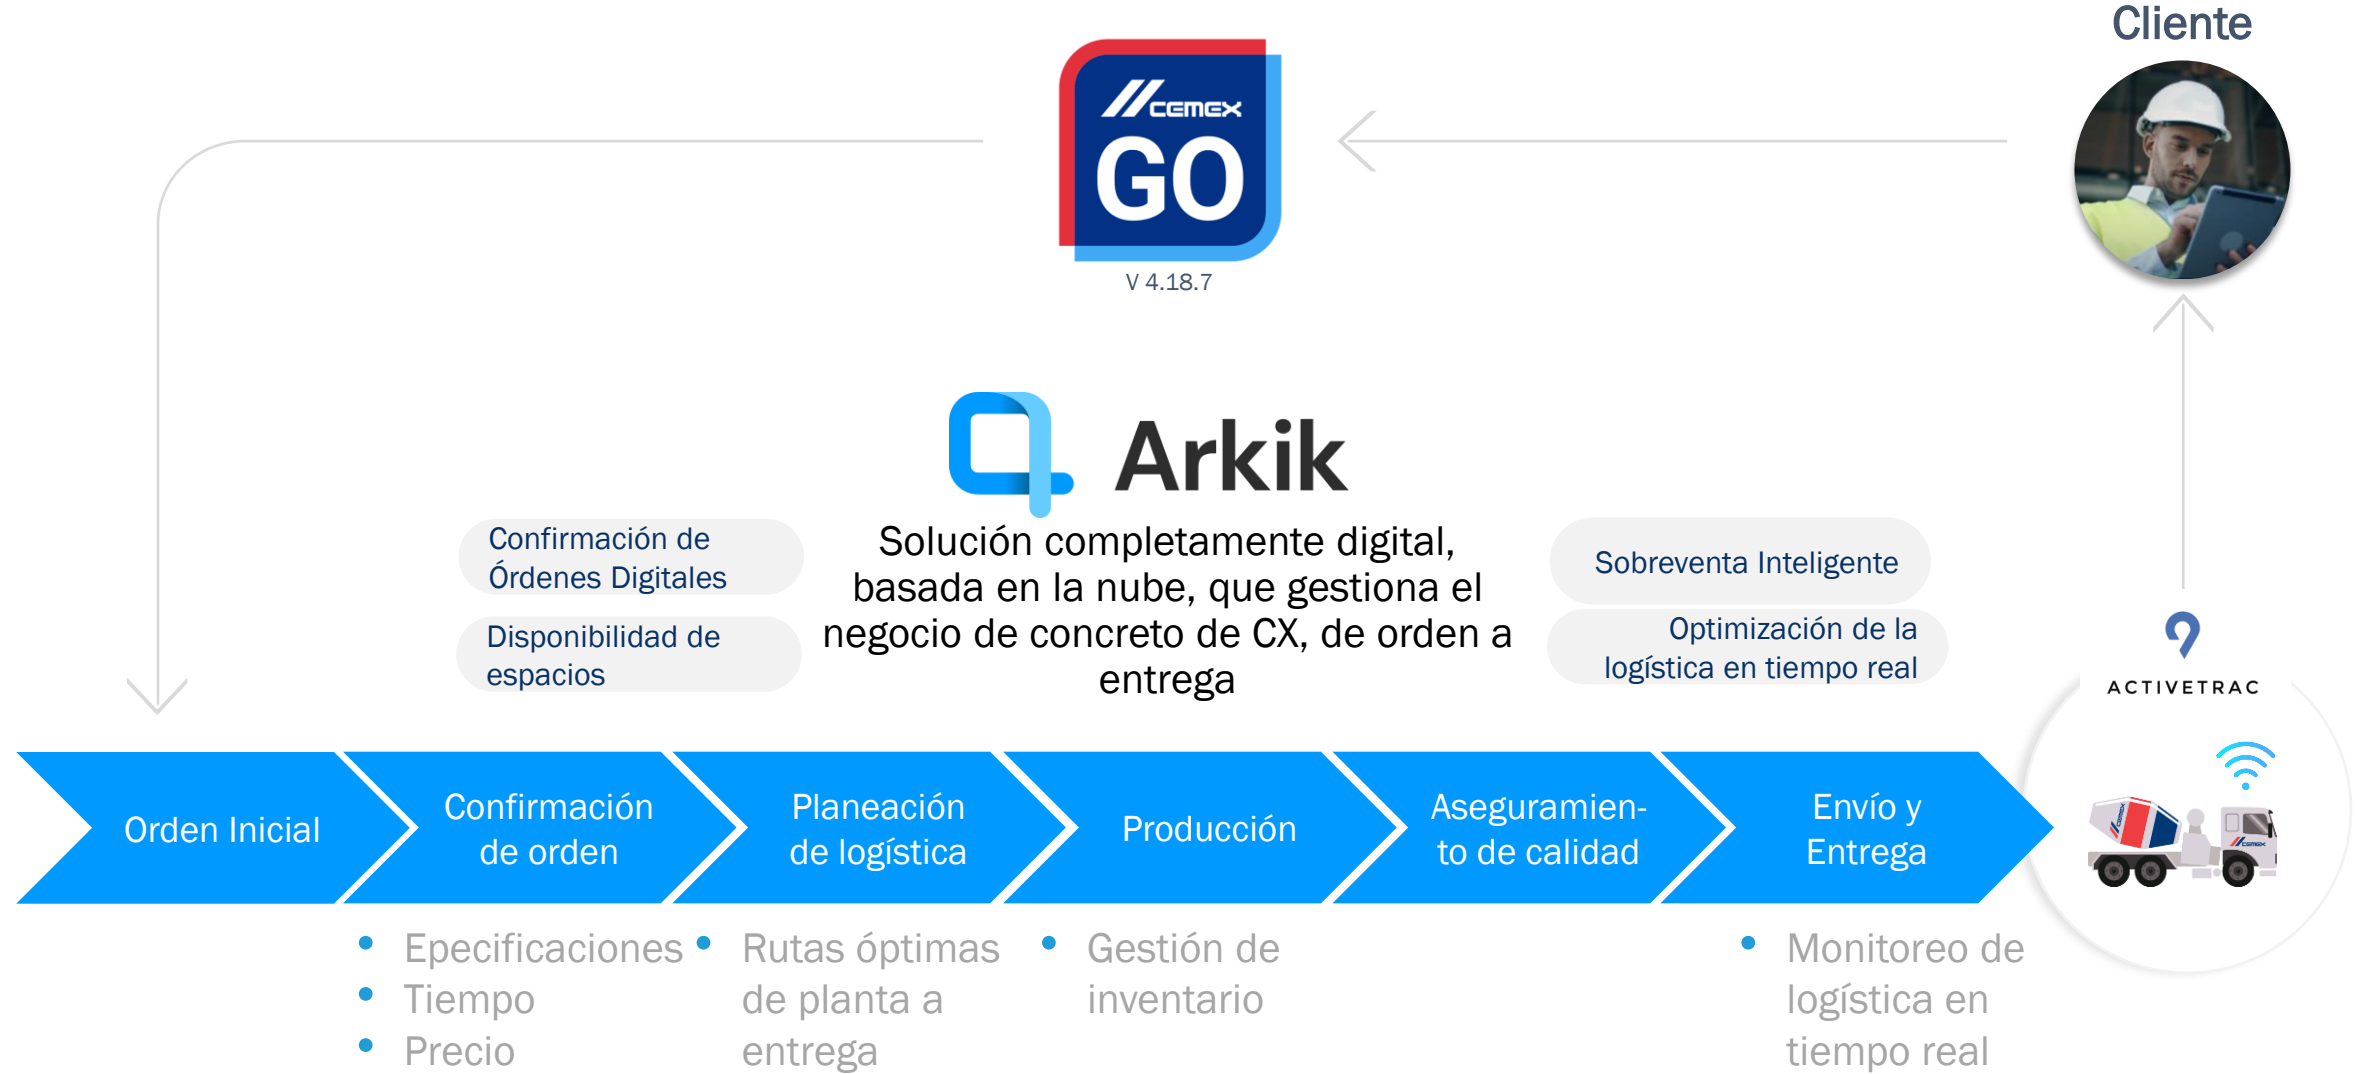 Cliente
CEMEX
GO
V 4.18.7
Arkik
Solución completamente digital,
basada en la nube, que gestiona el
negocio de concreto de CX, de orden a
entrega
Confirmación de
Órdenes Digitales
Disponibilidad de
espacios
Sobreventa Inteligente
Optimización de la
logística en tiempo real
ACTIVETRAC
Orden Inicial
Confirmación
de orden
Planeación
de logística
Producción
Aseguramien-
to de calidad
Envío y
Entrega
CEMEX
CEMEX
• Epecificaciones
• Tiempo
• Precio
• Rutas óptimas
de planta a
entrega
• Gestión de
inventario
• Monitoreo de
logística en
tiempo real